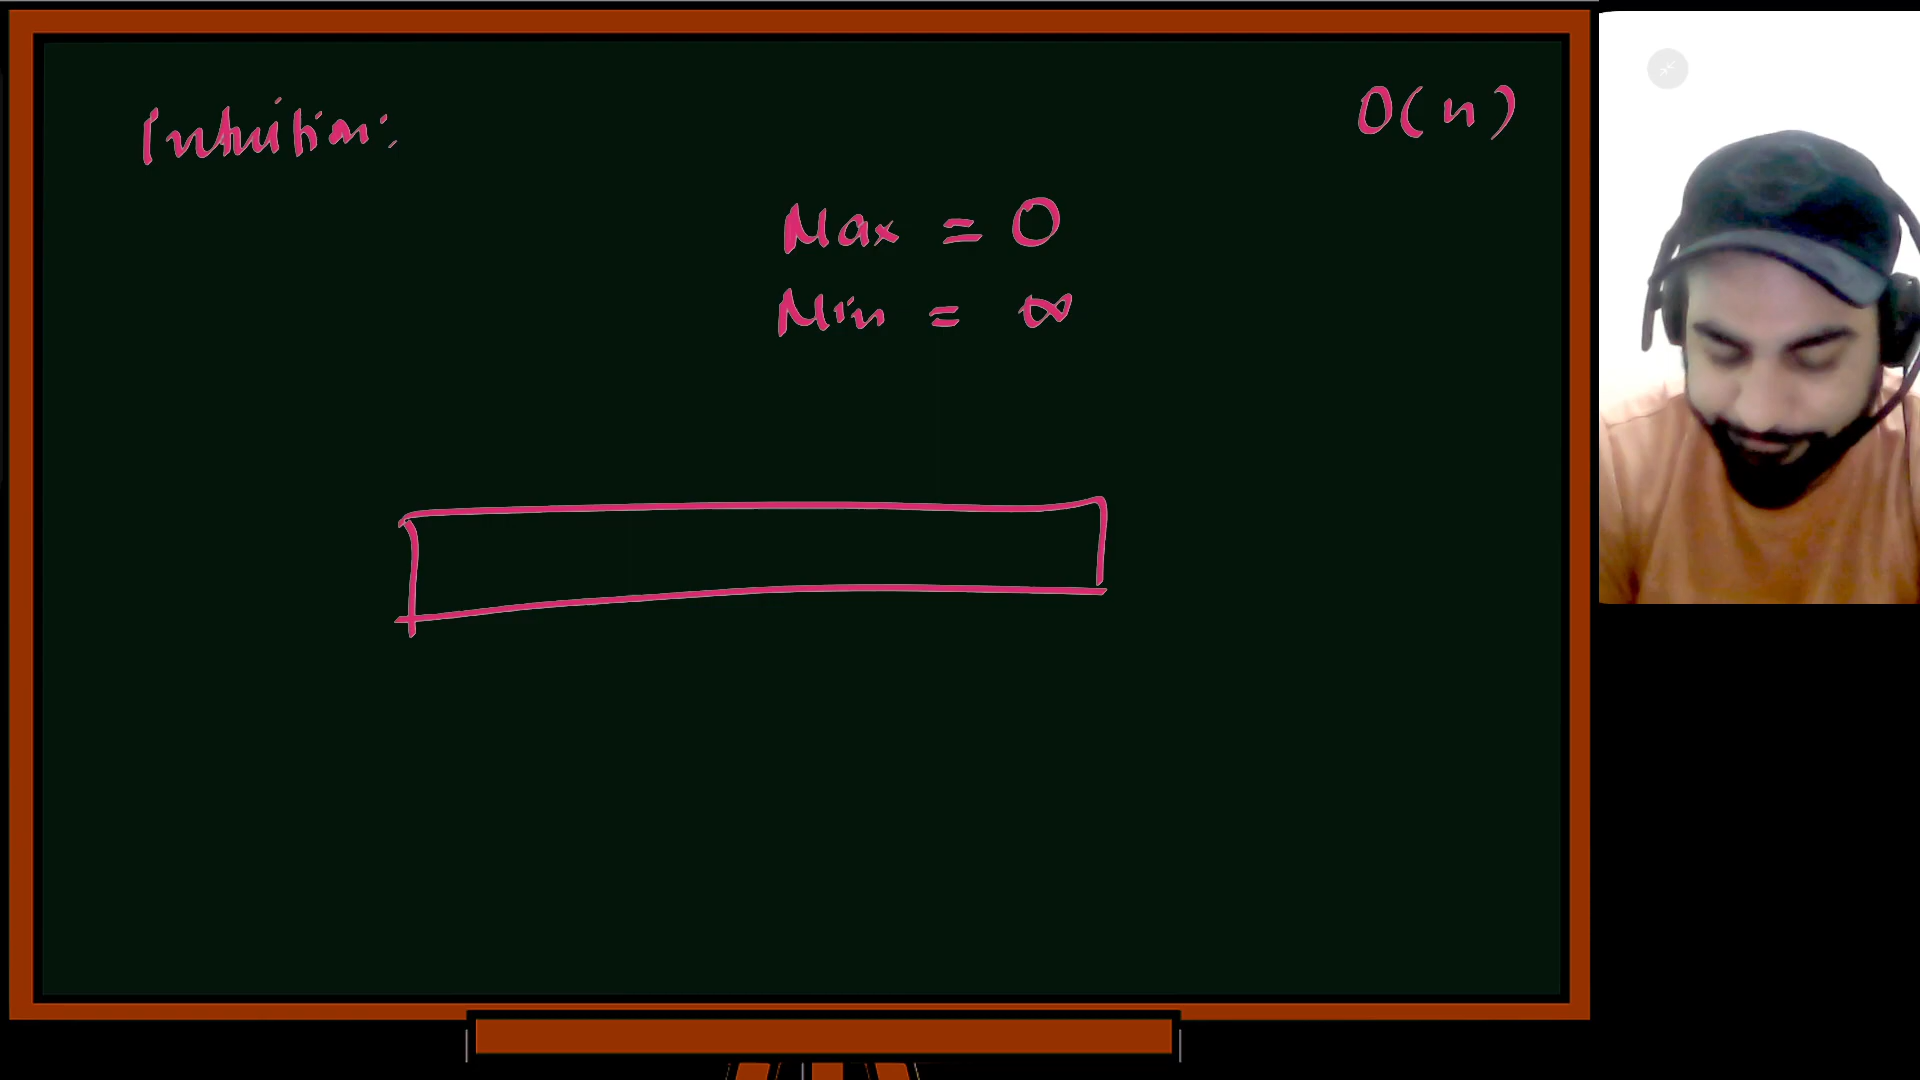 Intuition:
O(n)
Max = 0
Min = ∞